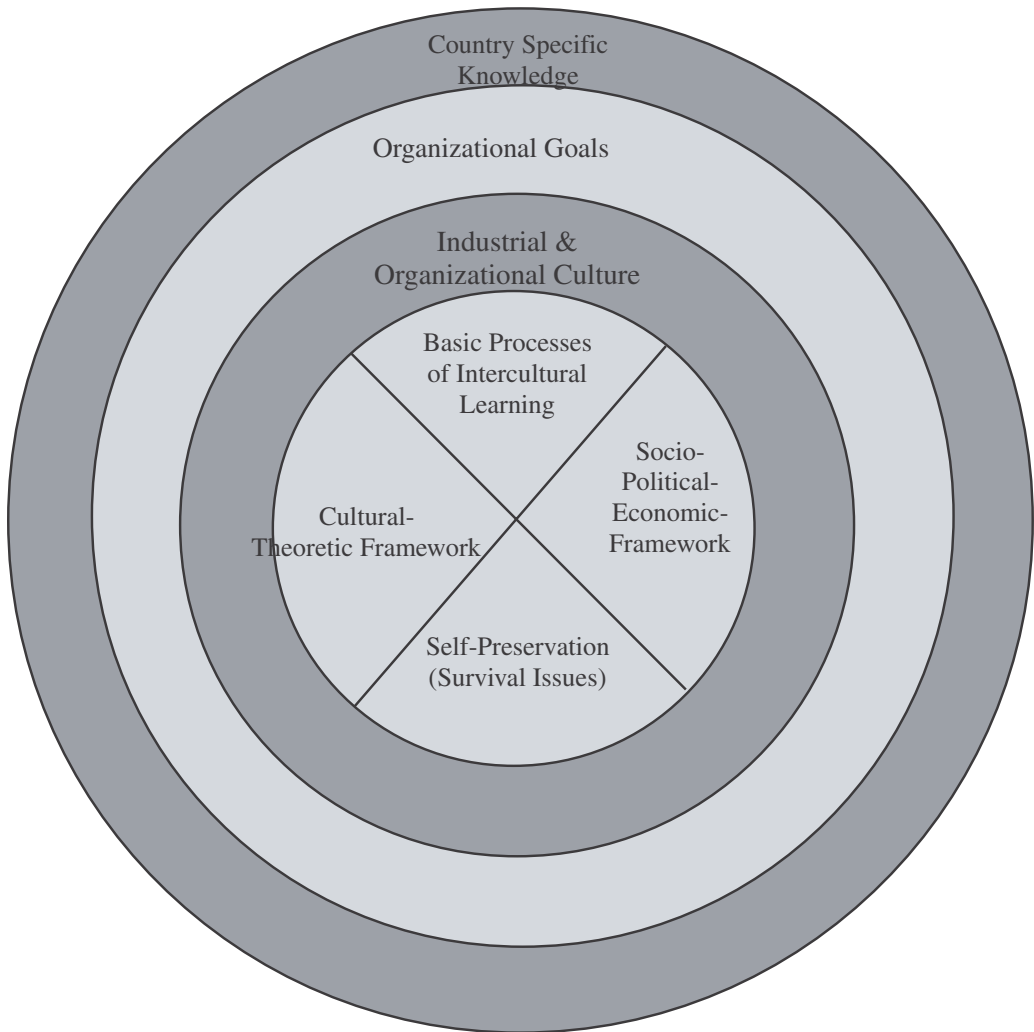 Country Specific
Knowledge
Organizational Goals
Industrial &
Organizational Culture
Basic Processes
of Intercultural
Learning
Socio-
Political-
Economic-
Framework
Cultural-
Theoretic Framework
Self-Preservation
(Survival Issues)